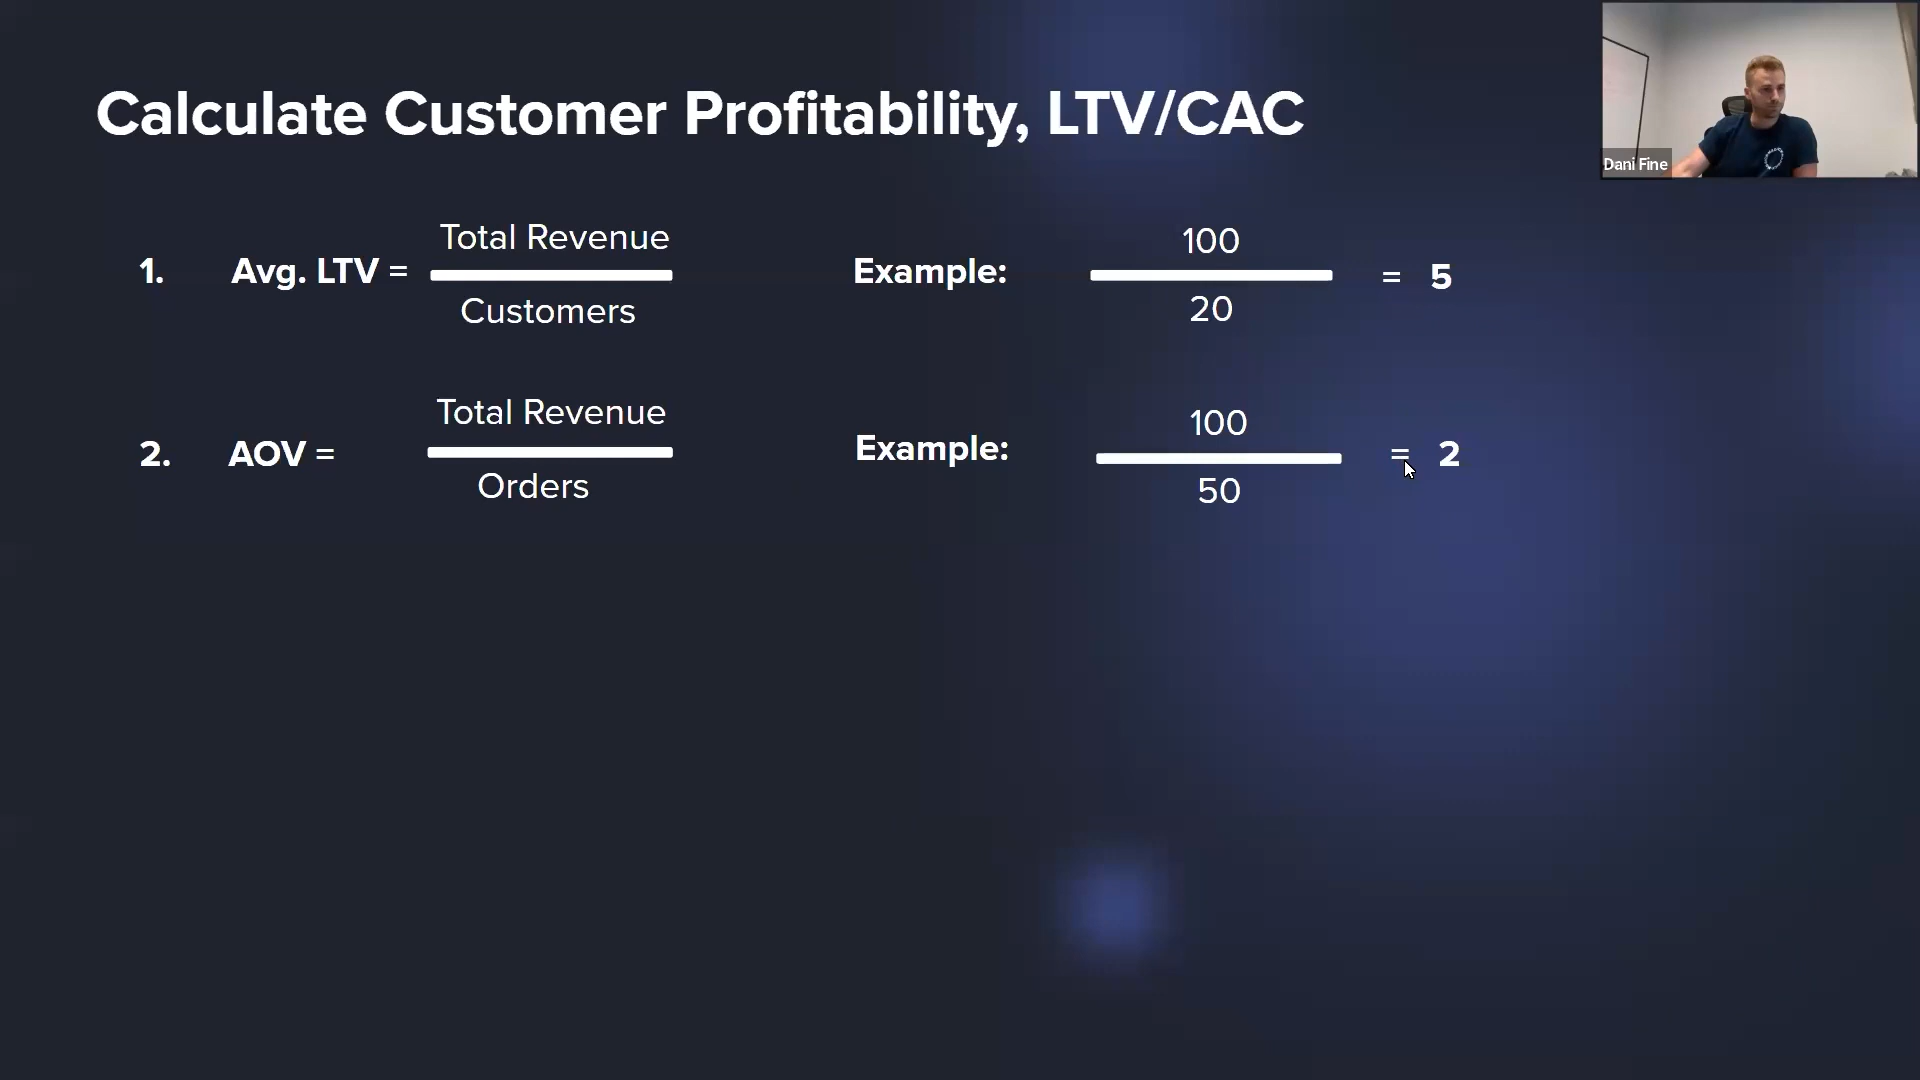 Calculate Customer Profitability, LTV/CAC
Dani Fine
1. Avg. LTV = Total Revenue
Customers
Example: 100
20
= 5
2. AOV = Total Revenue
Orders
Example: 100
50
= 2